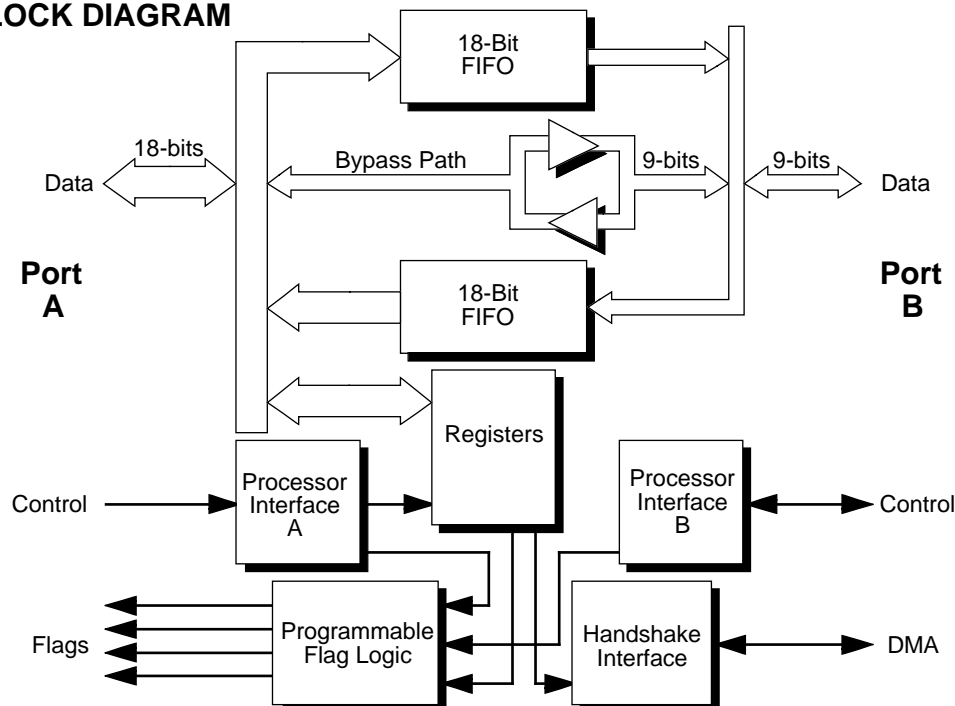 LOCK DIAGRAM
18-Bit
FIFO
18-bits
Bypass Path
9-bits
9-bits
Data
Data
Port
A
Port
B
18-Bit
FIFO
Registers
Control
Processor
Interface
A
Processor
Interface
B
Control
Flags
Programmable
Flag Logic
Handshake
Interface
DMA